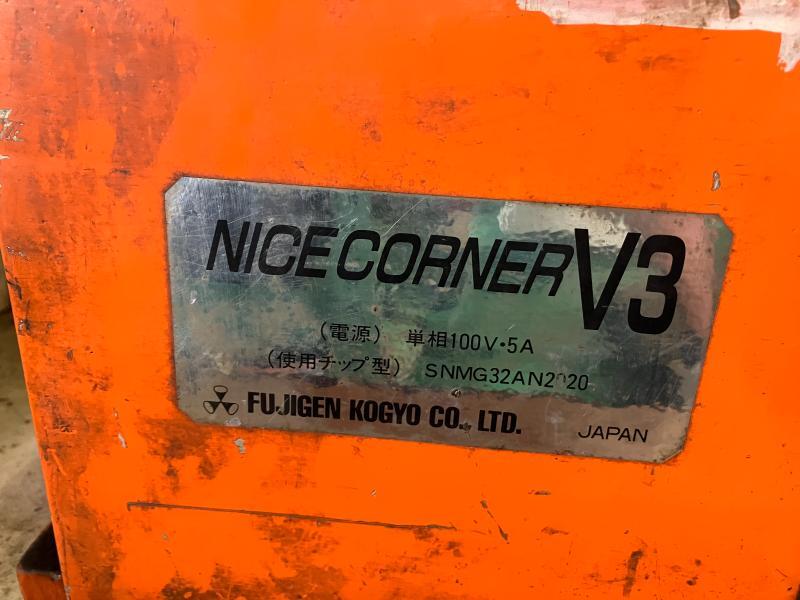 NICE CORNER V3
(電源) 単相100V・5A
(使用チップ型)
FUJIGEN KOGYO CO., LTD. JAPAN